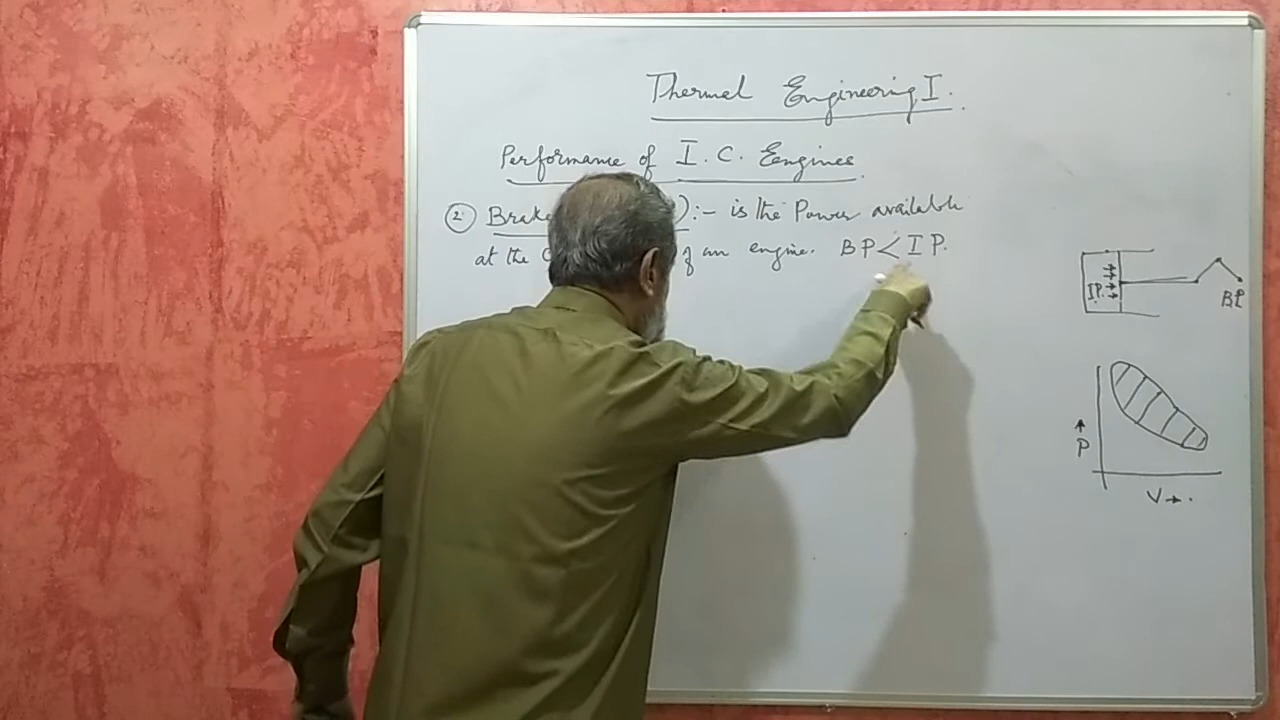 Thermal Engineering I.
Performance of I.C. Eengines
2. Brake ):- is the Power available
at the of an engine. BP < IP.
IP.
BP
↑
P
V→.